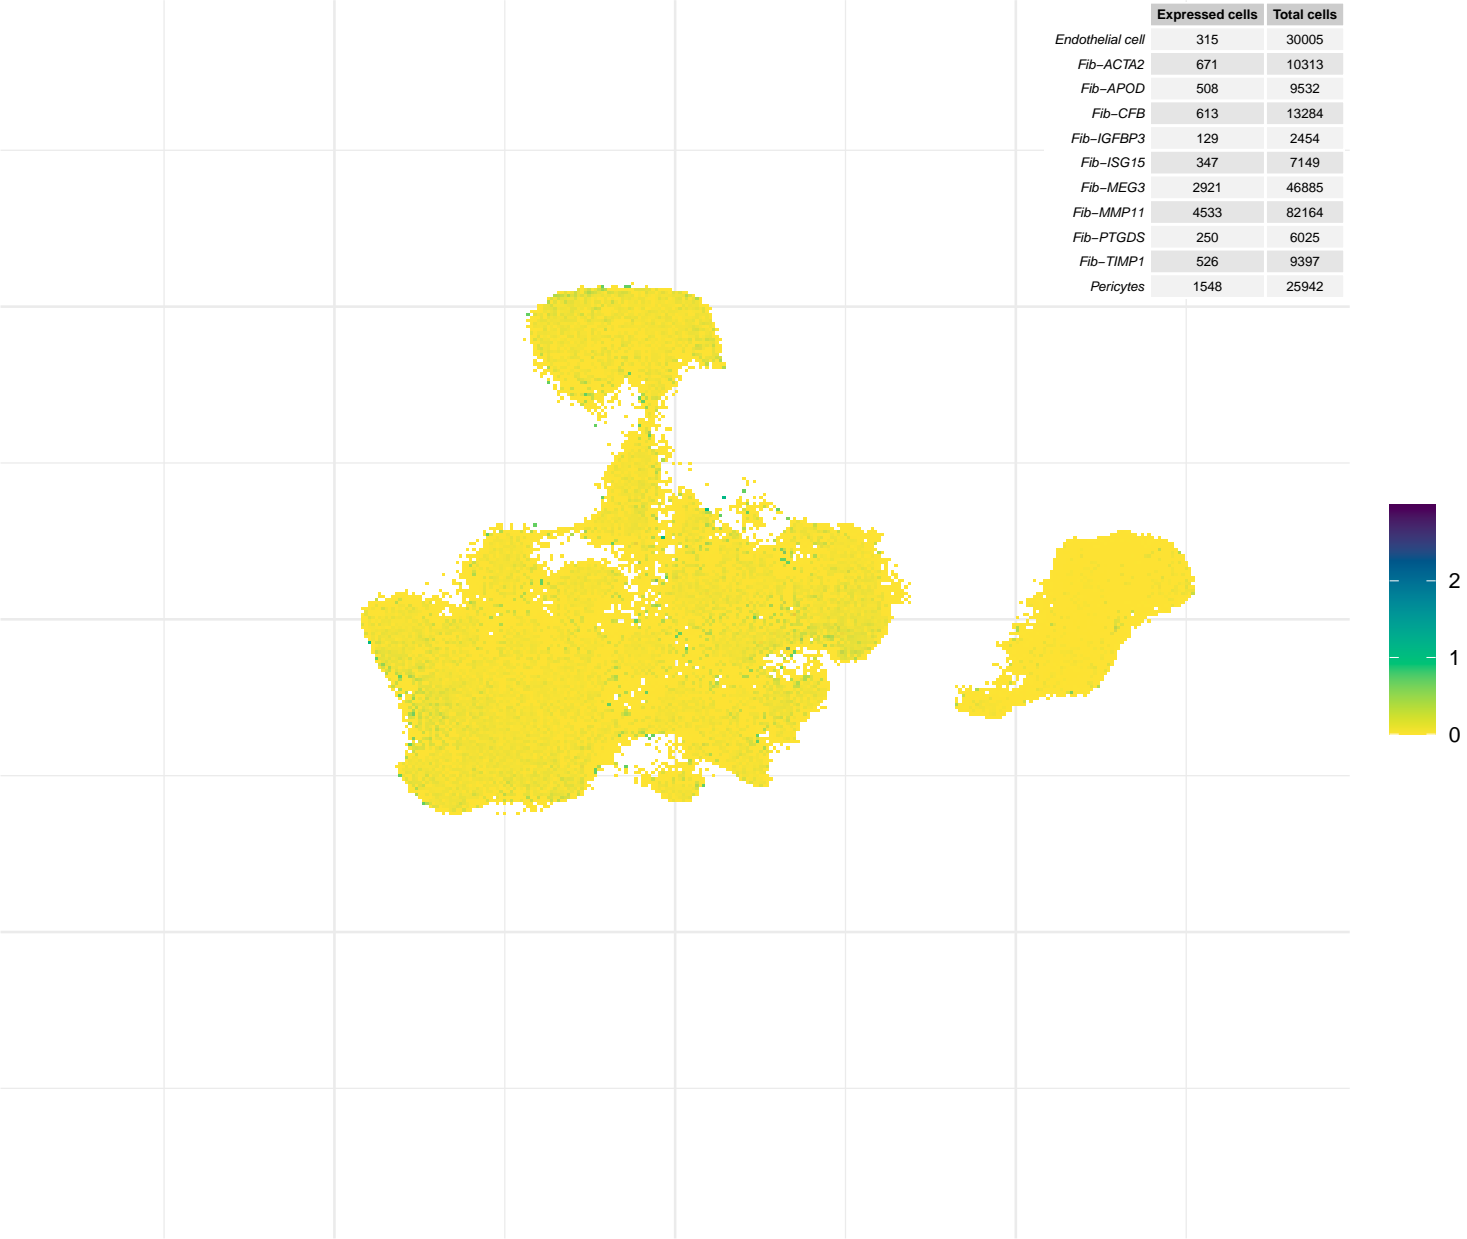 Expressed cells Total cells
Endothelial cell 315 30005
Fib−ACTA2 671 10313
Fib−APOD 508 9532
Fib−CFB 613 13284
Fib−IGFBP3 129 2454
Fib−ISG15 347 7149
Fib−MEG3 2921 46885
Fib−MMP11 4533 82164
Fib−PTGDS 250 6025
Fib−TIMP1 526 9397
Pericytes 1548 25942
2
1
0